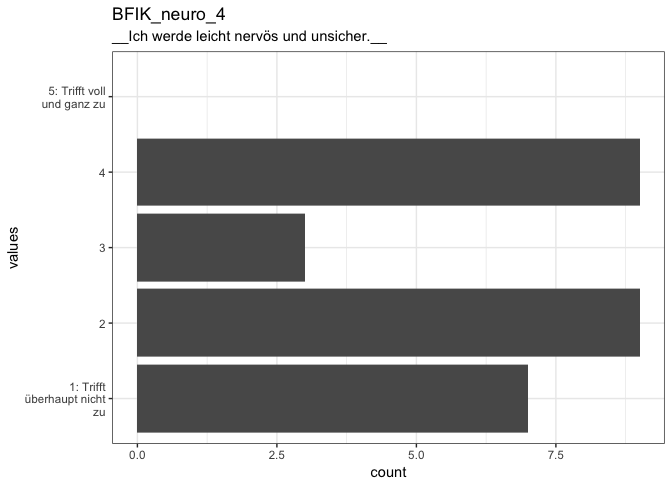 BFIK_neuro_4
__Ich werde leicht nervös und unsicher.__
5: Trifft voll
und ganz zu
4
3
2
1: Trifft
überhaupt nicht
zu
values
0.0 2.5 5.0 7.5
count